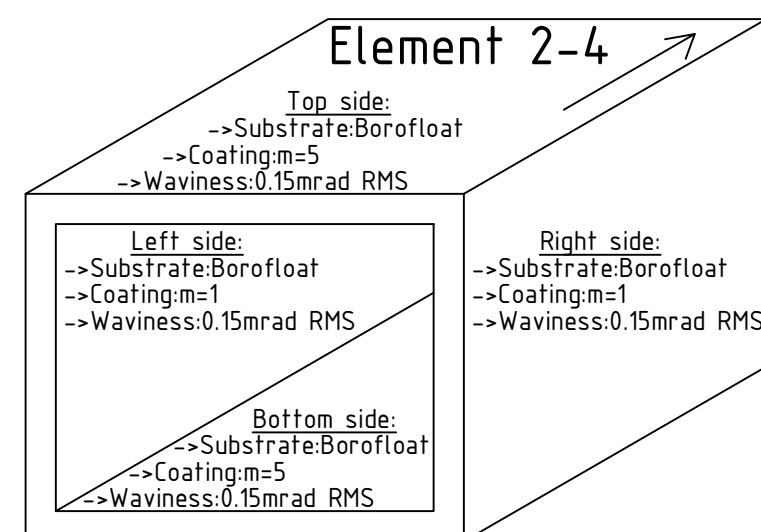 Element 2-4
Top side:
->Substrate:Borofloat
->Coating:m=5
->Waviness:0.15mrad RMS
Left side:
->Substrate:Borofloat
->Coating:m=1
->Waviness:0.15mrad RMS
Right side:
->Substrate:Borofloat
->Coating:m=1
->Waviness:0.15mrad RMS
Bottom side:
->Substrate:Borofloat
->Coating:m=5
->Waviness:0.15mrad RMS